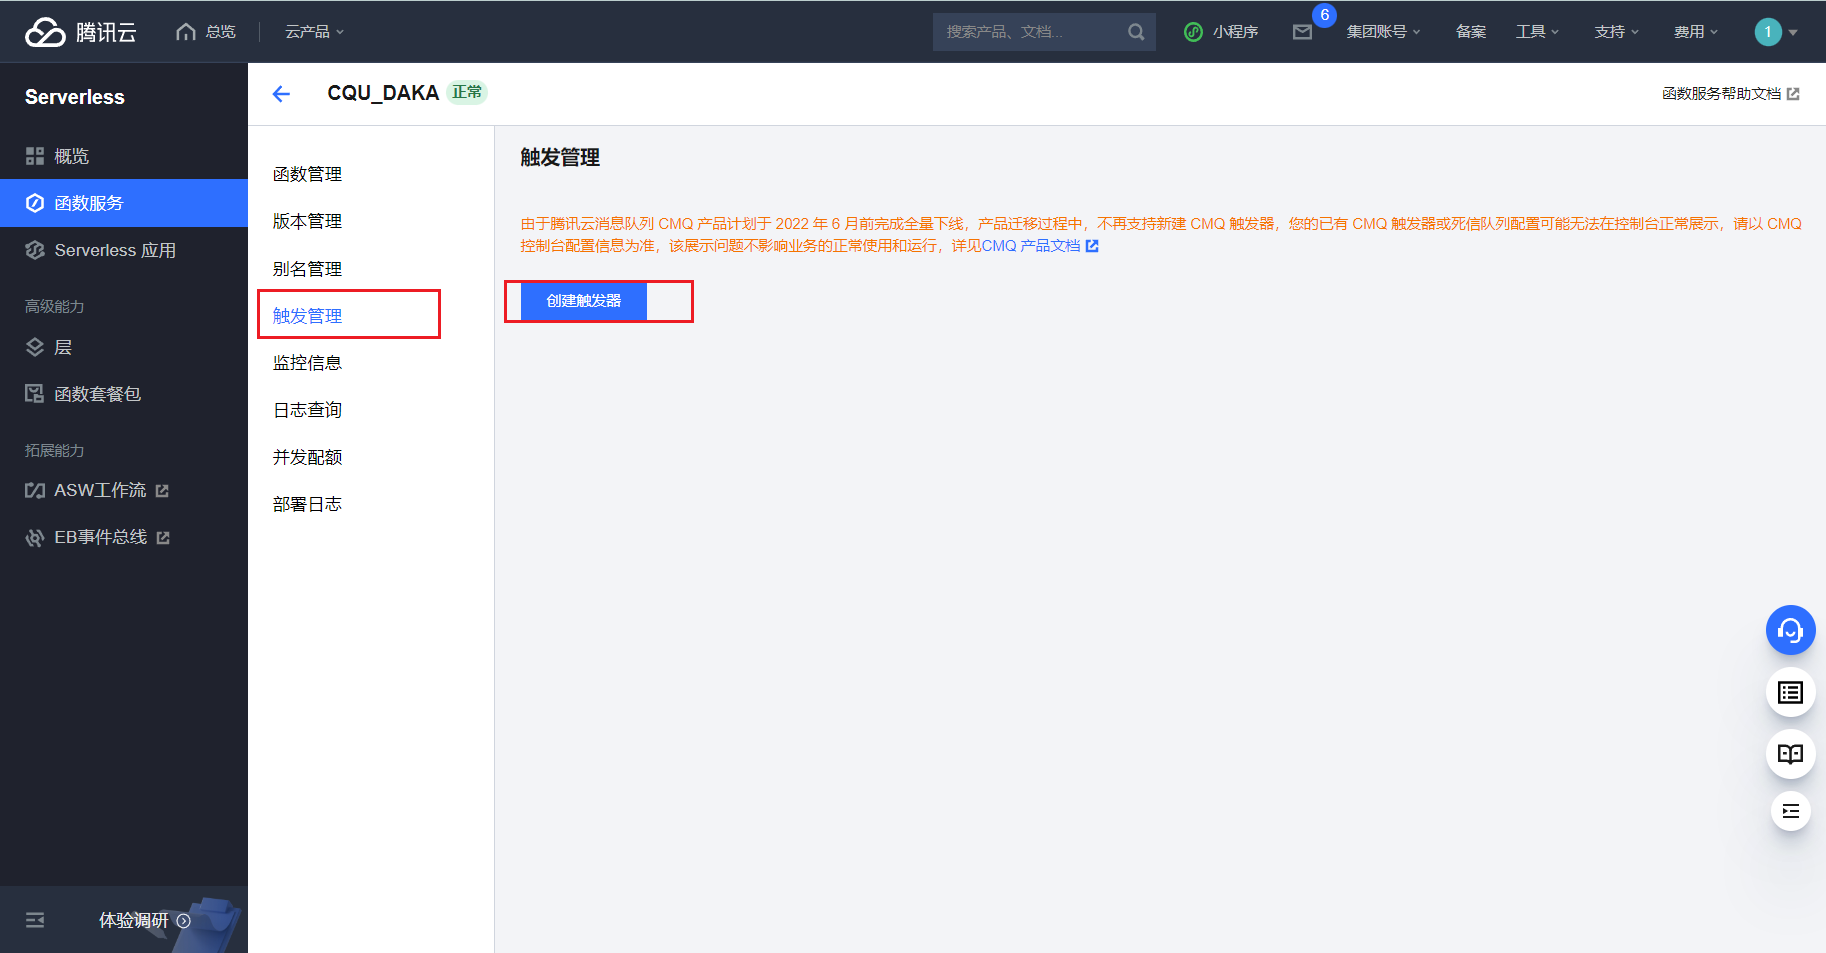 腾讯云
总览
云产品
搜索产品、文档...
小程序
6
集团账号
备案
工具
支持
费用
1
Serverless
概览
函数服务
Serverless 应用
高级能力
层
函数套餐包
拓展能力
ASW工作流
EB事件总线
体验调研
CQU_DAKA
正常
函数服务帮助文档
函数管理
版本管理
别名管理
触发管理
监控信息
日志查询
并发配额
部署日志
触发管理
由于腾讯云消息队列 CMQ 产品计划于 2022 年 6 月前完成全量下线，产品迁移过程中，不再支持新建 CMQ 触发器，您的已有 CMQ 触发器或死信队列配置可能无法在控制台正常展示，请以 CMQ
控制台配置信息为准，该展示问题不影响业务的正常使用和运行，详见CMQ 产品文档
创建触发器